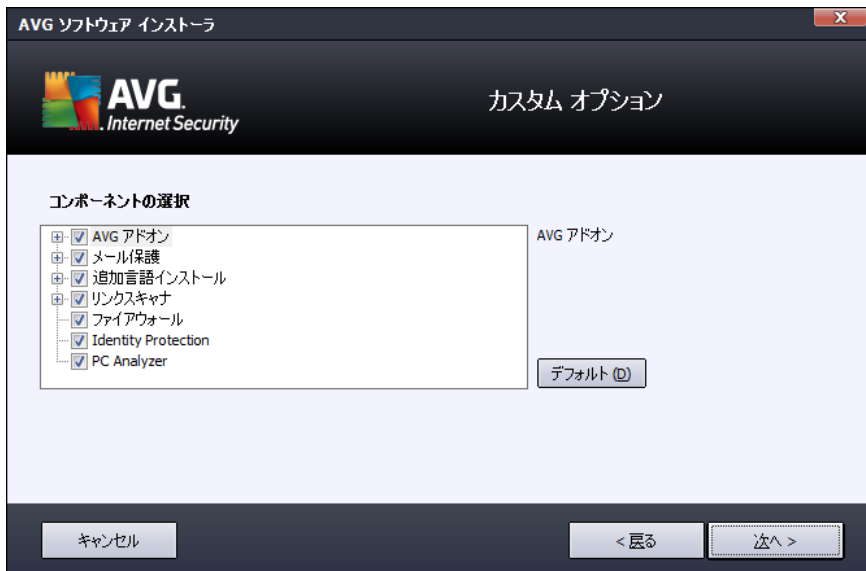 AVG ソフトウェア インストーラ
AVG.
Internet Security
カスタム オプション
コンポーネントの選択
AVG アドオン
メール保護
追加言語インストール
リンクスキャナ
ファイアウォール
Identity Protection
PC Analyzer
AVG アドオン
デフォルト (D)
キャンセル
< 戻る
次へ >